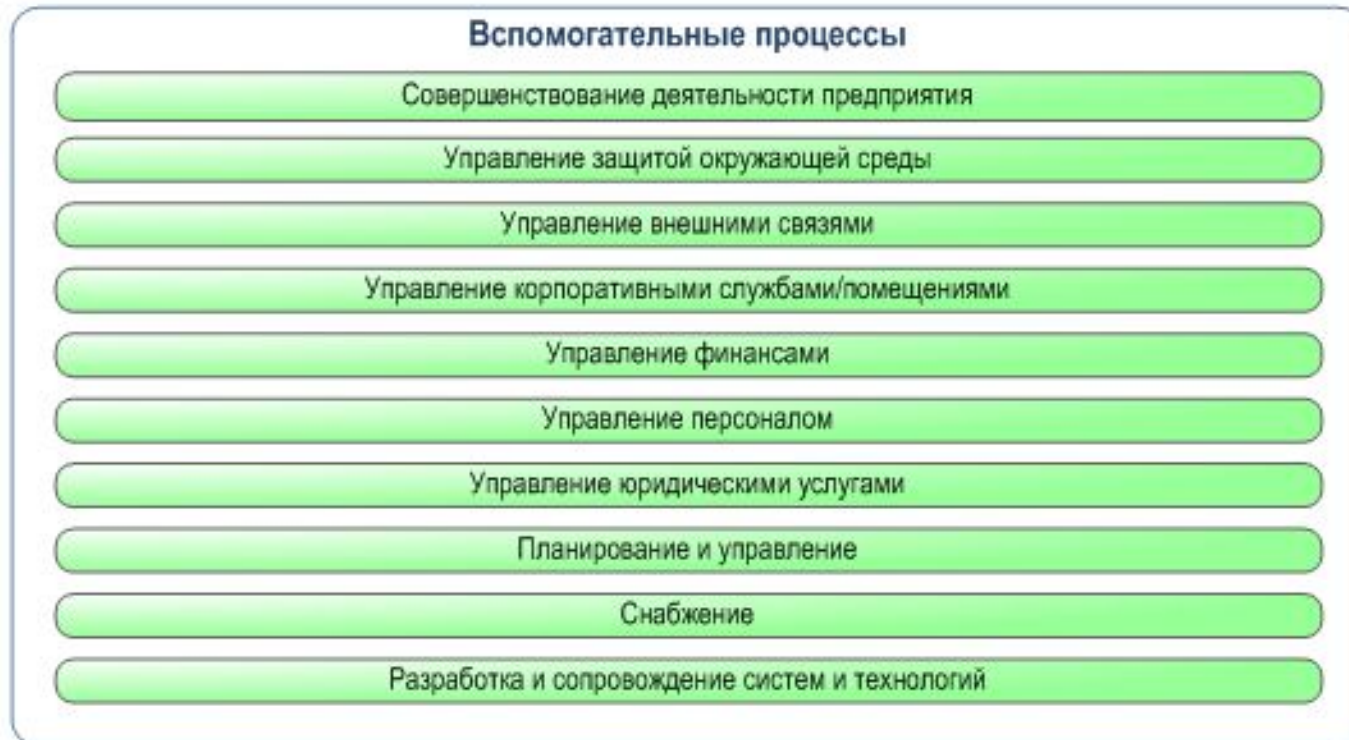 Вспомогательные процессы
Совершенствование деятельности предприятия
Управление защитой окружающей среды
Управление внешними связями
Управление корпоративными службами/помещениями
Управление финансами
Управление персоналом
Управление юридическими услугами
Планирование и управление
Снабжение
Разработка и сопровождение систем и технологий